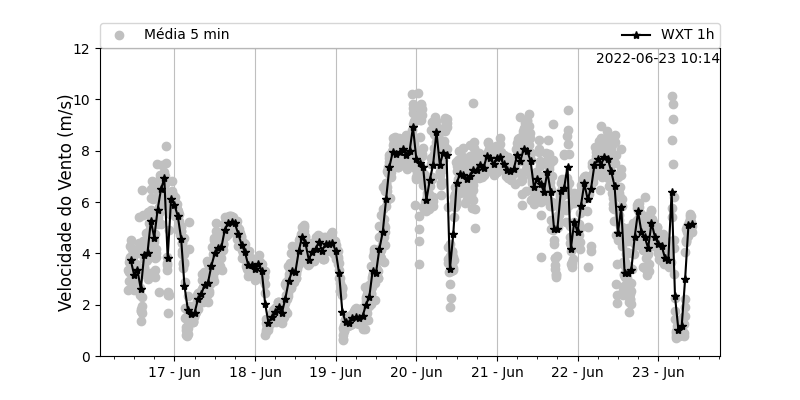 Média 5 min
WXT 1h
2022-06-23 10:14
Velocidade do Vento (m/s)
12
10
8
6
4
2
0
17 - Jun
18 - Jun
19 - Jun
20 - Jun
21 - Jun
22 - Jun
23 - Jun